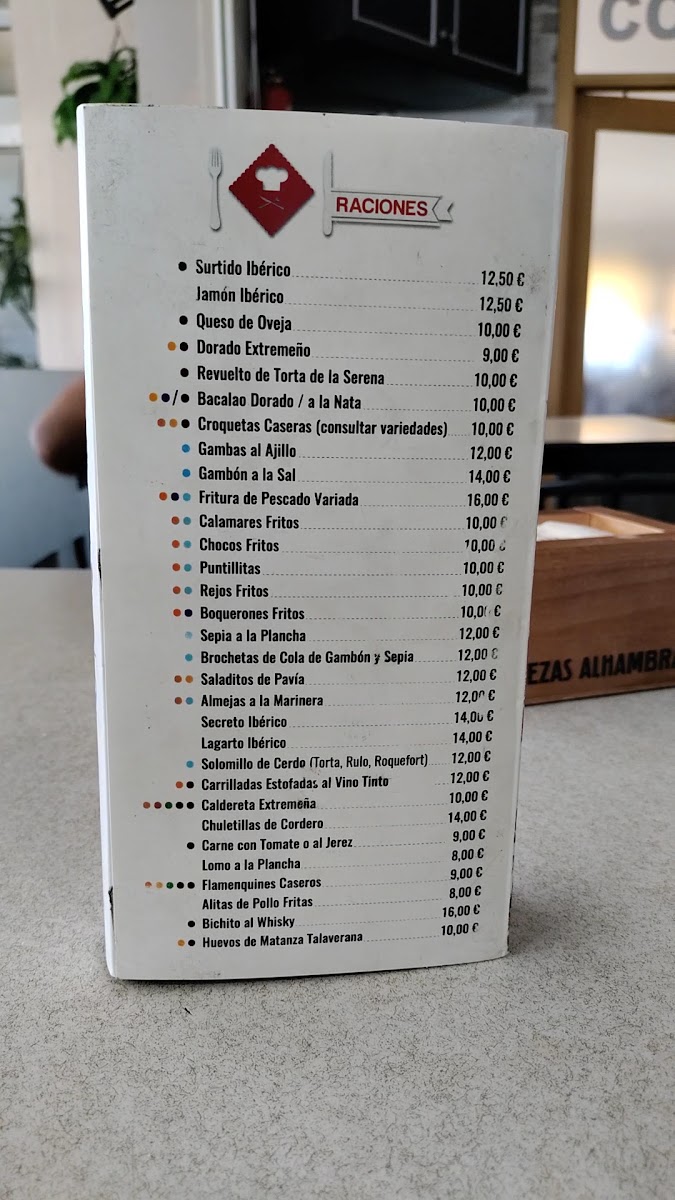 CO
RACIONES
Surtido Ibérico 12,50 €
Jamón Ibérico 12,50 €
Queso de Oveja 10,00 €
Dorado Extremeño 9,00 €
Revuelto de Torta de la Serena 10,00 €
/ Bacalao Dorado / a la Nata 10,00 €
Croquetas Caseras (consultar variedades) 10,00 €
Gambas al Ajillo 12,00 €
Gambón a la Sal 14,00 €
Fritura de Pescado Variada 16,00 €
Calamares Fritos 10,00 €
Chocos Fritos 10,00 €
Puntillitas 10,00 €
Rejos Fritos 10,00 €
Boquerones Fritos 10,00 €
Sepia a la Plancha 12,00 €
Brochetas de Cola de Gambón y Sepia 12,00 €
Saladitos de Pavía 12,00 €
Almejas a la Marinera 12,00 €
Secreto Ibérico 14,00 €
Lagarto Ibérico 14,00 €
Solomillo de Cerdo (Torta, Rulo, Roquefort) 12,00 €
Carrilladas Estofadas al Vino Tinto 12,00 €
Caldereta Extremeña 10,00 €
Chuletillas de Cordero 14,00 €
Carne con Tomate o al Jerez 9,00 €
Lomo a la Plancha 8,00 €
Flamenquines Caseros 9,00 €
Alitas de Pollo Fritas 8,00 €
Bichito al Whisky 16,00 €
Huevos de Matanza Talaverana 10,00 €
EZAS ALHAMBRA